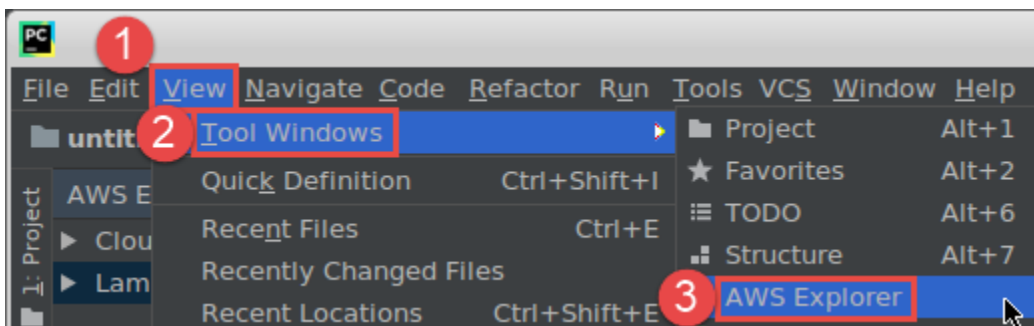 PC
1
File Edit View Navigate Code Refactor Run Tools VCS Window Help
untit
2 Tool Windows
Project Alt+1
Favorites Alt+2
Quick Definition Ctrl+Shift+I
AWS E
TODO Alt+6
Recent Files Ctrl+E
Clou
Structure Alt+7
Recently Changed Files
Lam
3 AWS Explorer
Recent Locations Ctrl+Shift+E
1: Project